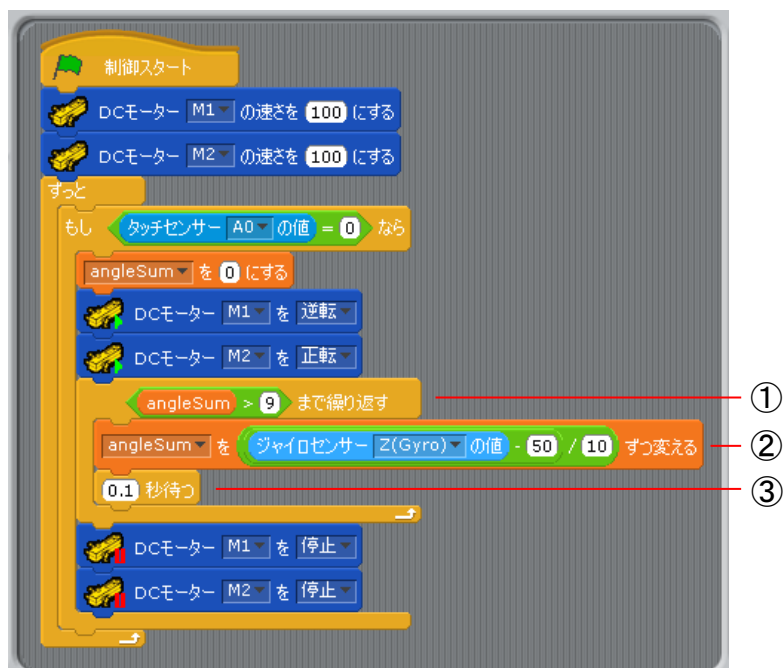 制御スタート
DCモーター M1 の速さを 100 にする
DCモーター M2 の速さを 100 にする
ずっと
もし タッチセンサー A0 の値 = 0 なら
angleSum を 0 にする
DCモーター M1 を 逆転
DCモーター M2 を 正転
angleSum > 9 まで繰り返す ①
angleSum を ジャイロセンサー Z(Gyro) の値 - 50 / 10 ずつ変える ②
0.1 秒待つ ③
DCモーター M1 を 停止
DCモーター M2 を 停止